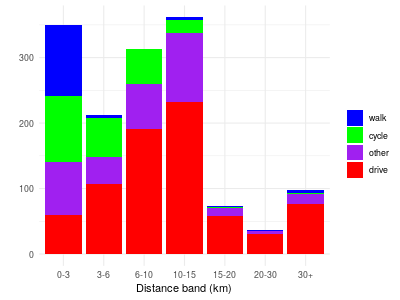 300
200
100
0
0-3 3-6 6-10 10-15 15-20 20-30 30+
Distance band (km)
walk
cycle
other
drive